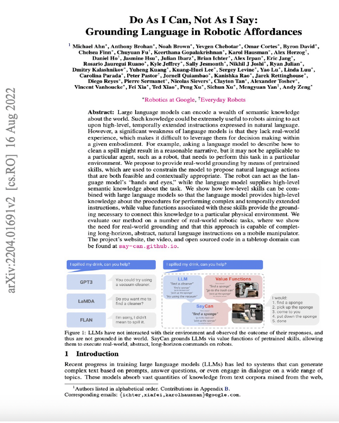 Do As I Can, Not As I Say:
Grounding Language in Robotic Affordances
Michael Ahn, Anthony Brohan, Noah Brown, Yevgen Chebotar, Omar Cortes, Byron David,
Chelsea Finn, Chuyuan Fu, Keerthana Gopalakrishnan, Karol Hausman, Alex Herzog,
Daniel Ho, Jasmine Hsu, Julian Ibarz, Brian Ichter, Alex Irpan, Eric Jang,
Rosario Jauregui Ruano, Kyle Jeffrey, Sally Jesmonth, Nikhil J Joshi, Ryan Julian,
Dmitry Kalashnikov, Yuheng Kuang, Kuang-Huei Lee, Sergey Levine, Yao Lu, Linda Luu,
Carolina Parada, Peter Pastor, Jornell Quiambao, Kanishka Rao, Jarek Rettinghouse,
Diego Reyes, Pierre Sermanet, Nicolas Sievers, Clayton Tan, Alexander Toshev,
Vincent Vanhoucke, Fei Xia, Ted Xiao, Peng Xu, Sichun Xu, Mengyuan Yan, Andy Zeng
*Robotics at Google, Everyday Robots
Abstract: Large language models can encode a wealth of semantic knowledge
about the world. Such knowledge could be extremely useful to robots aiming to act
upon high-level, temporally extended instructions expressed in natural language.
However, a significant weakness of language models is that they lack real-world
experience, which makes it difficult to leverage them for decision making within
a given embodiment. For example, asking a language model to describe how to
clean a spill might result in a reasonable narrative, but it may not be applicable to
a particular agent, such as a robot, that needs to perform this task in a particular
environment. We propose to provide real-world grounding by means of pretrained
skills, which are used to constrain the model to propose natural language actions
that are both feasible and contextually appropriate. The robot can act as the lan-
guage model's "hands and eyes," while the language model supplies high-level
semantic knowledge about the task. We show how low-level skills can be com-
bined with large language models so that the language model provides high-level
knowledge about the procedures for performing complex and temporally extended
instructions, while value functions associated with these skills provide the ground-
ing necessary to connect this knowledge to a particular physical environment. We
evaluate our method on a number of real-world robotic tasks, where we show
the need for real-world grounding and that this approach is capable of completing
long-horizon, abstract, natural language instructions on a mobile manipulator.
The project's website, the video, and open sourced code in a tabletop domain can
be found at say-can.github.io.
arXiv:2204.01691v2 [cs.RO] 16 Aug 2022
I spilled my drink, can you help?
GPT3
You could try using
a vacuum cleaner.
LaMDA
Do you want me to
find a cleaner?
FLAN
I'm sorry, I didn't
mean to spill it.
I spilled my drink, can you help?
LLM
Value Functions
SayCan
I would:
1. find a sponge
2. pick up the sponge
3. come to you
4. put down the sponge
5. done
Figure 1: LLMs have not interacted with their environment and observed the outcome of their responses, and
thus are not grounded in the world. SayCan grounds LLMs via value functions of pretrained skills, allowing
them to execute real-world, abstract, long-horizon commands on robots.
1 Introduction
Recent progress in training large language models (LLMs) has led to systems that can generate
complex text based on prompts, answer questions, or even engage in dialogue on a wide range
of topics. These models absorb vast quantities of knowledge from text corpora mined from the web,
Authors listed in alphabetical order. Contributions in Appendix B.
Corresponding emails: {ichter,xiafei,karolhausman}@google.com.